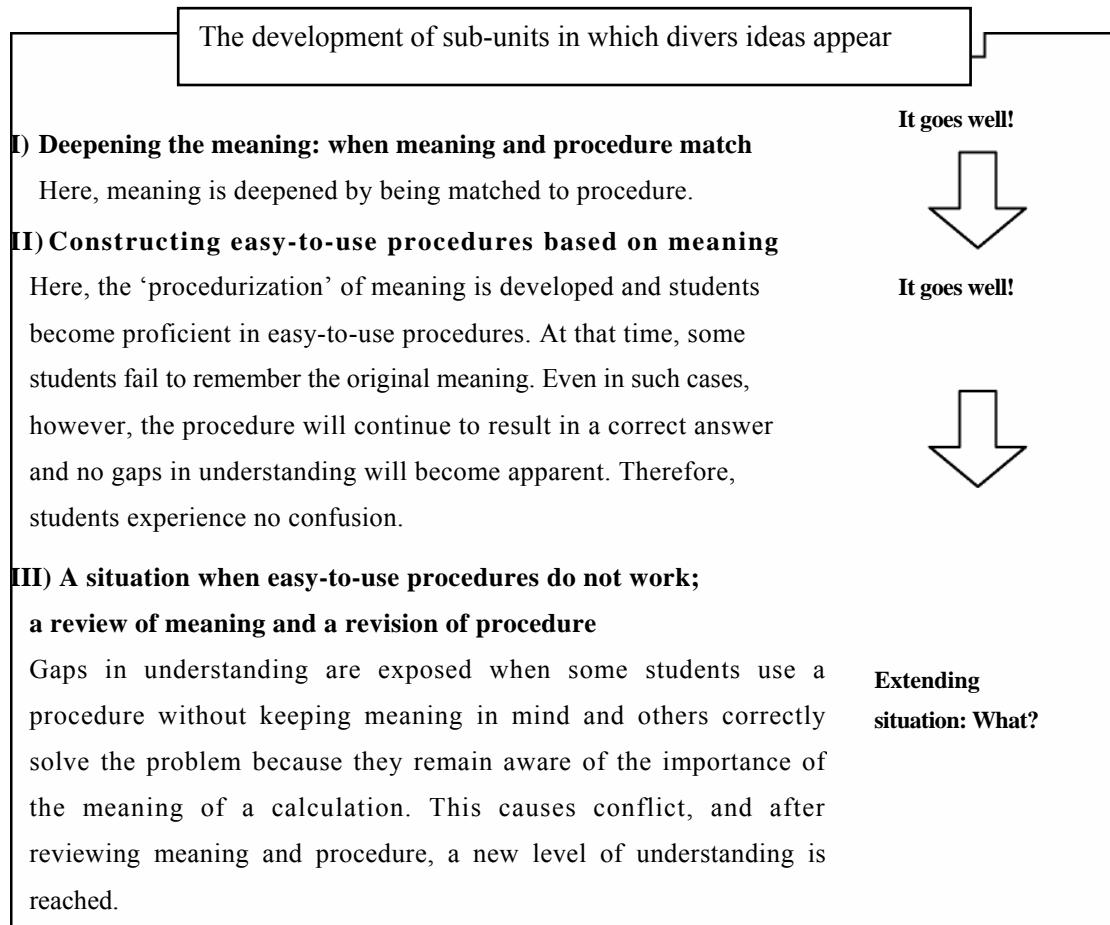 The development of sub-units in which divers ideas appear
It goes well!
I) Deepening the meaning: when meaning and procedure match
Here, meaning is deepened by being matched to procedure.
II) Constructing easy-to-use procedures based on meaning
Here, the ‘procedurization’ of meaning is developed and students
It goes well!
become proficient in easy-to-use procedures. At that time, some
students fail to remember the original meaning. Even in such cases,
however, the procedure will continue to result in a correct answer
and no gaps in understanding will become apparent. Therefore,
students experience no confusion.
III) A situation when easy-to-use procedures do not work;
a review of meaning and a revision of procedure
Gaps in understanding are exposed when some students use a
procedure without keeping meaning in mind and others correctly
solve the problem because they remain aware of the importance of
the meaning of a calculation. This causes conflict, and after
reviewing meaning and procedure, a new level of understanding is
reached.
Extending
situation: What?